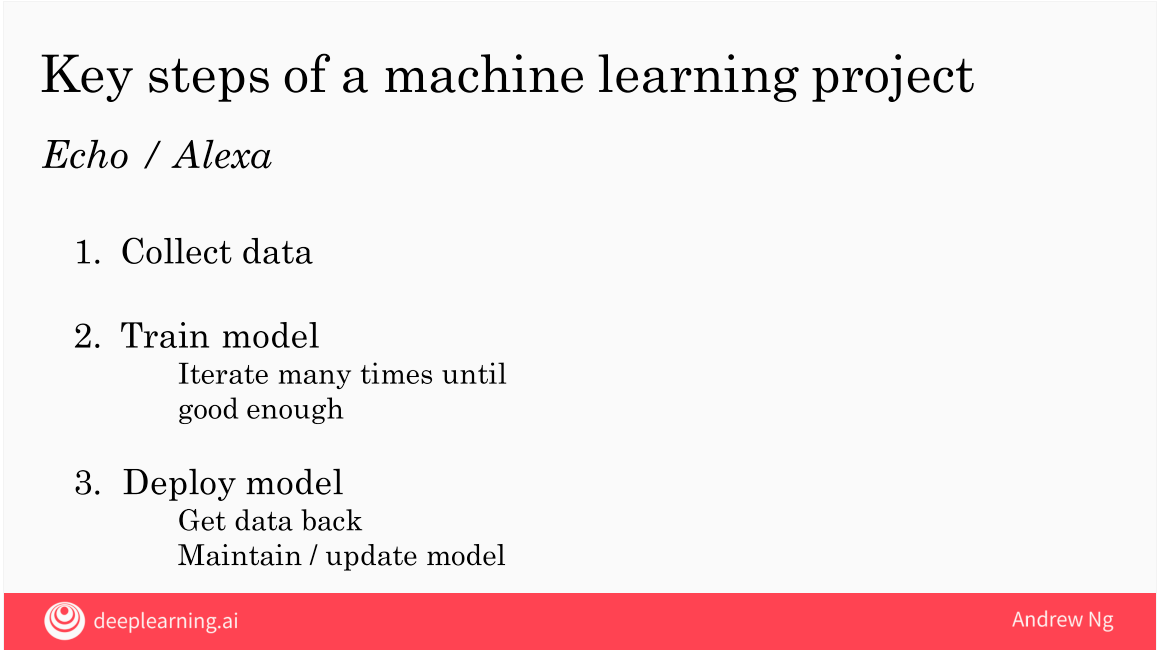 Key steps of a machine learning project
Echo / Alexa
1. Collect data
2. Train model
Iterate many times until
good enough
3. Deploy model
Get data back
Maintain / update model
deeplearning.ai
Andrew Ng